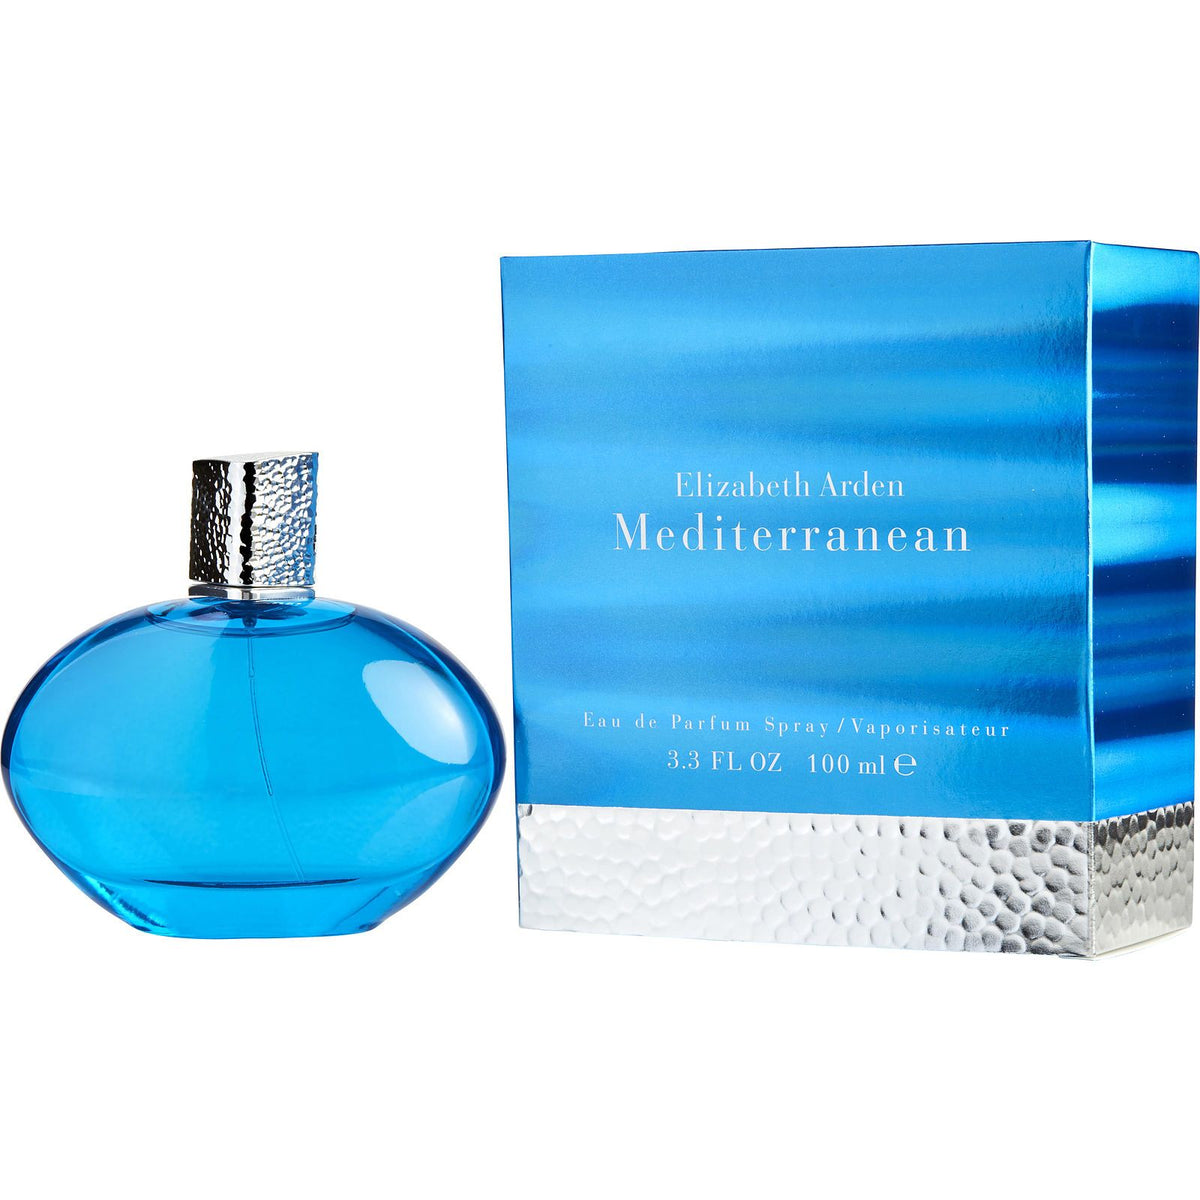 Elizabeth Arden
Mediterranean
Eau de Parfum Spray/Vaporisateur
3.3 FL OZ 100 ml ℮